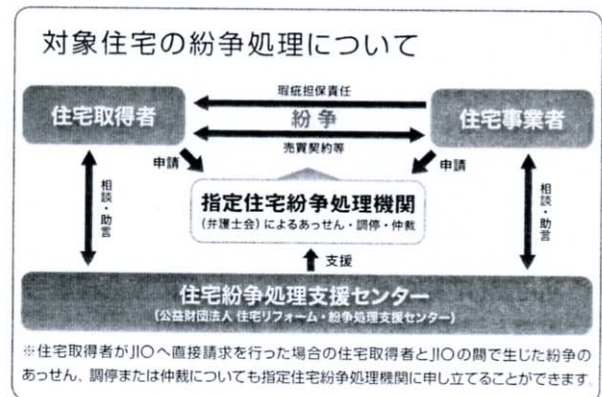 対象住宅の紛争処理について
瑕疵担保責任
住宅取得者
紛争
住宅事業者
売買契約等
申請
申請
相談・助言
相談・助言
指定住宅紛争処理機関
(弁護士会)によるあっせん・調停・仲裁
支援
住宅紛争処理支援センター
(公益財団法人 住宅リフォーム・紛争処理支援センター)
※住宅取得者がJIOへ直接請求を行った場合の住宅取得者とJIOの間で生じた紛争の
あっせん、調停または仲裁についても指定住宅紛争処理機関に申し立てることができます。